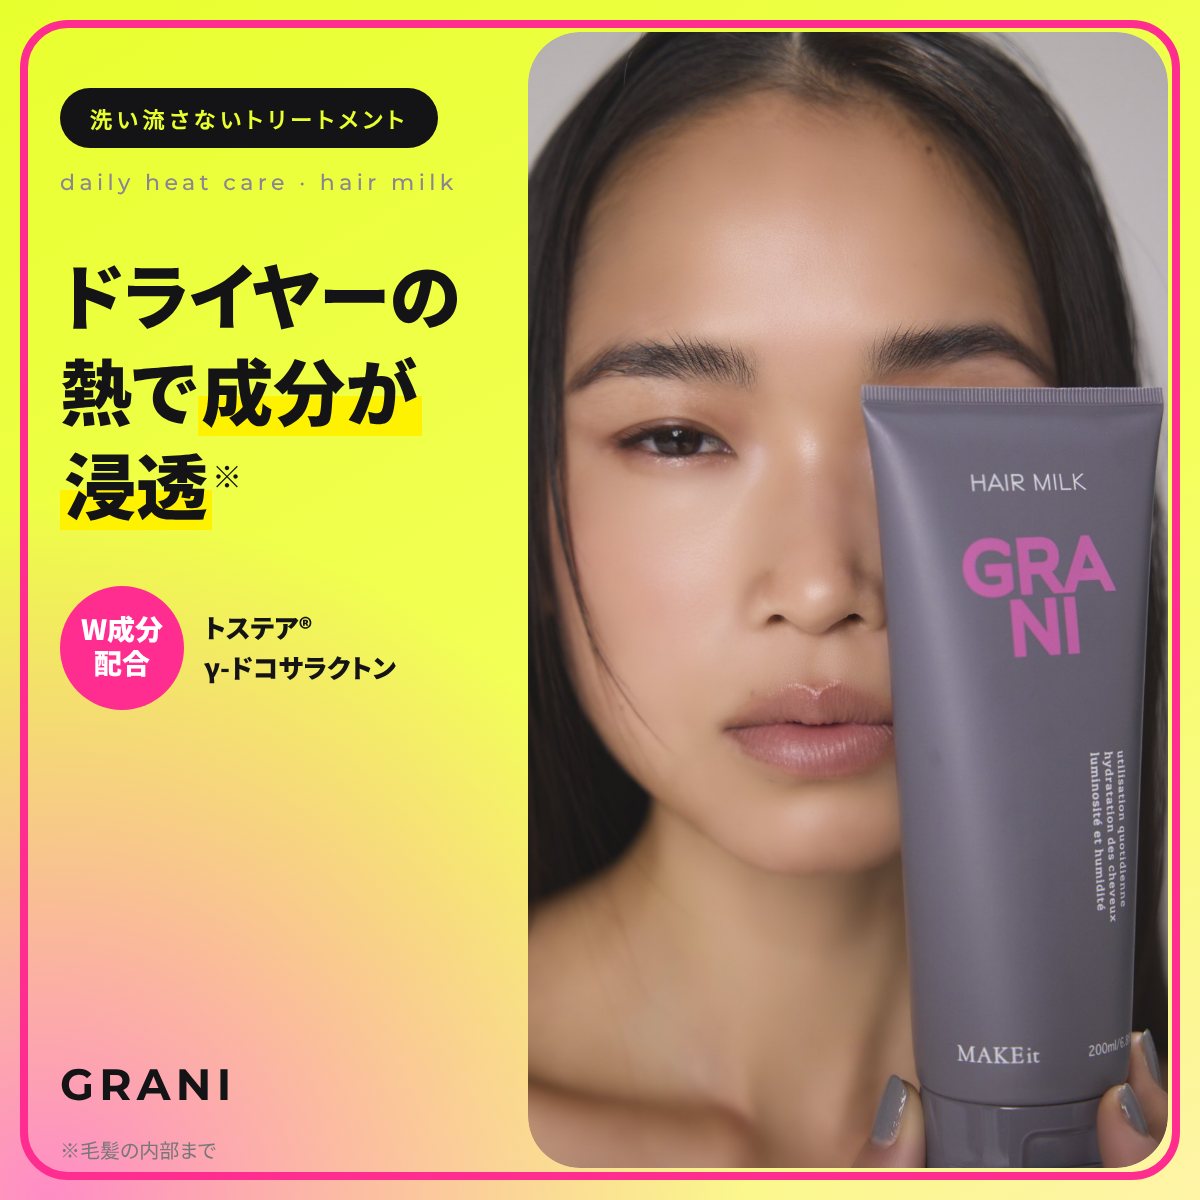 洗い流さないトリートメント
daily heat care · hair milk
ドライヤーの
熱で成分が
浸透※
W成分
配合
トステア®
γ-ドコサラクトン
GRANI
※毛髪の内部まで
HAIR MILK
GRA
NI
utilisation quotidienne
hydratation des cheveux
luminosité et humidité
MAKEit
200ml/6.8